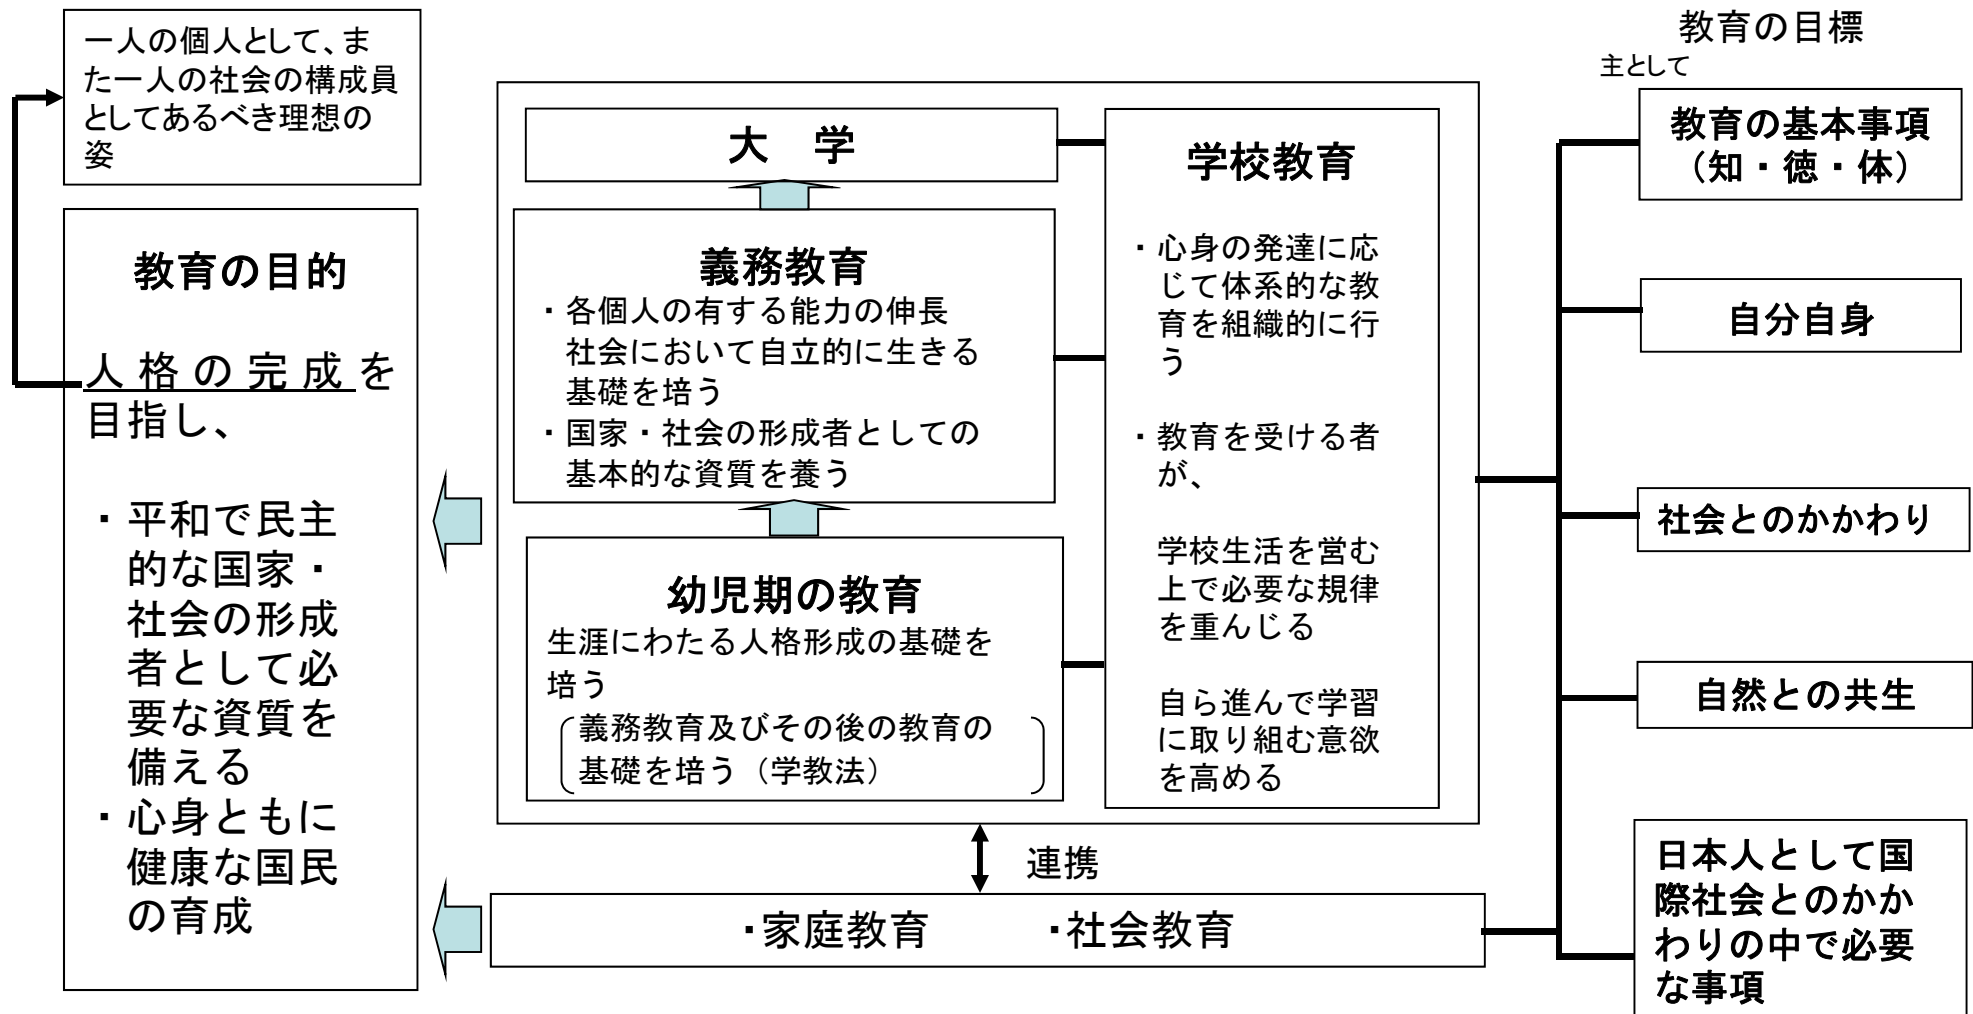 一人の個人として、ま
た一人の社会の構成員
としてあるべき理想の
姿
教育の目的
人格の完成を
目指し、
・平和で民主
的な国家・
社会の形成
者として必
要な資質を
備える
・心身ともに
健康な国民
の育成
大　学
義務教育
・各個人の有する能力の伸長
社会において自立的に生きる
基礎を培う
・国家・社会の形成者としての
基本的な資質を養う
幼児期の教育
生涯にわたる人格形成の基礎を
培う
義務教育及びその後の教育の
基礎を培う（学教法）
学校教育
・心身の発達に応
じて体系的な教
育を組織的に行
う
・教育を受ける者
が、
学校生活を営む
上で必要な規律
を重んじる
自ら進んで学習
に取り組む意欲
を高める
連携
・家庭教育　　　・社会教育
教育の目標
主として
教育の基本事項
（知・徳・体）
自分自身
社会とのかかわり
自然との共生
日本人として国
際社会とのかか
わりの中で必要
な事項